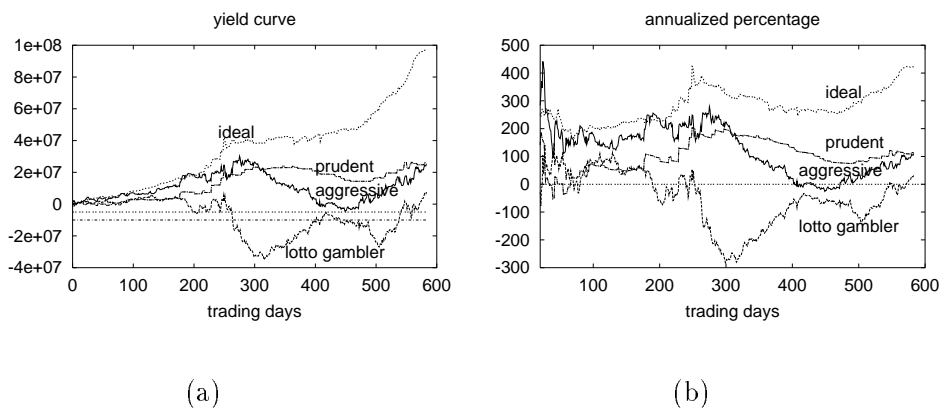 yield curve
1e+08
8e+07
6e+07
4e+07
2e+07
0
-2e+07
-4e+07
ideal
prudent
aggressive
lotto gambler
0 100 200 300 400 500 600
trading days
(a)
annualized percentage
500
400
300
200
100
0
-100
-200
-300
ideal
prudent
aggressive
lotto gambler
100 200 300 400 500 600
trading days
(b)